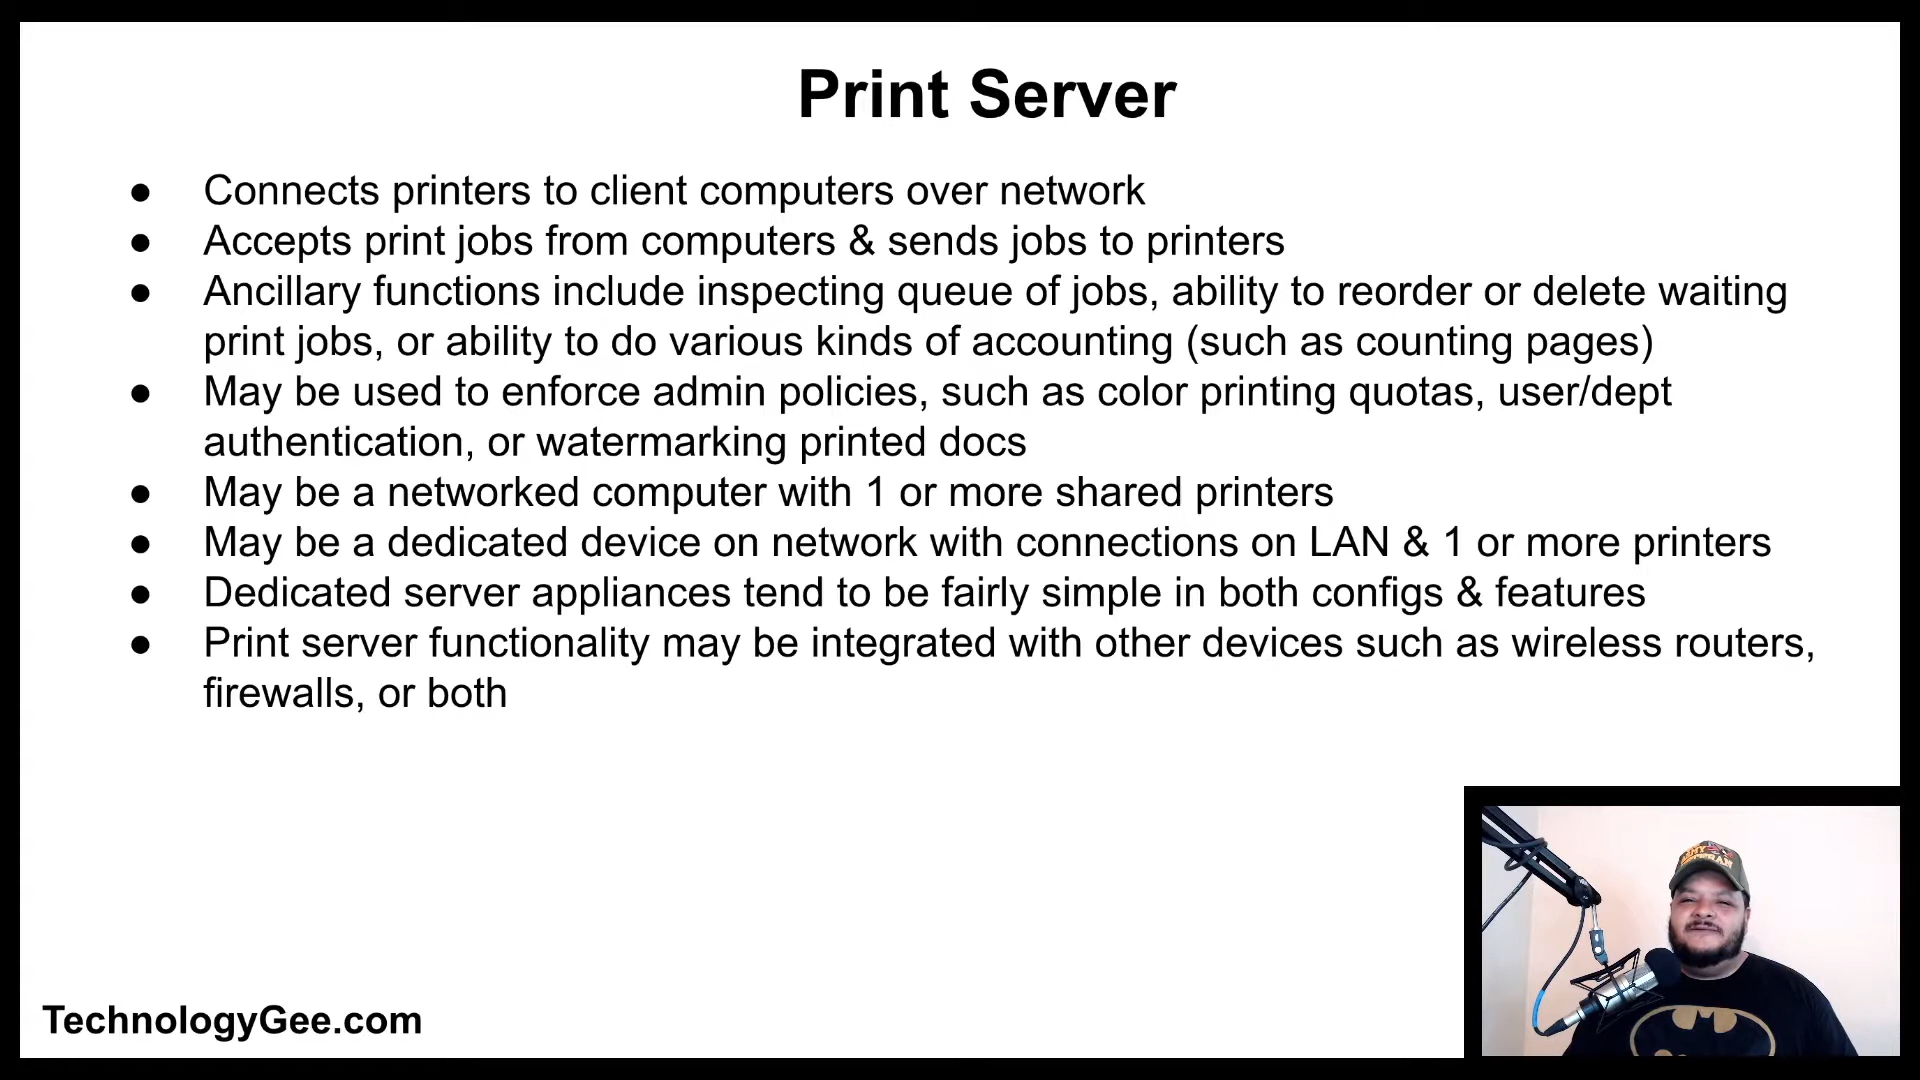 Print Server
● Connects printers to client computers over network
● Accepts print jobs from computers & sends jobs to printers
● Ancillary functions include inspecting queue of jobs, ability to reorder or delete waiting
print jobs, or ability to do various kinds of accounting (such as counting pages)
● May be used to enforce admin policies, such as color printing quotas, user/dept
authentication, or watermarking printed docs
● May be a networked computer with 1 or more shared printers
● May be a dedicated device on network with connections on LAN & 1 or more printers
● Dedicated server appliances tend to be fairly simple in both configs & features
● Print server functionality may be integrated with other devices such as wireless routers,
firewalls, or both
TechnologyGee.com